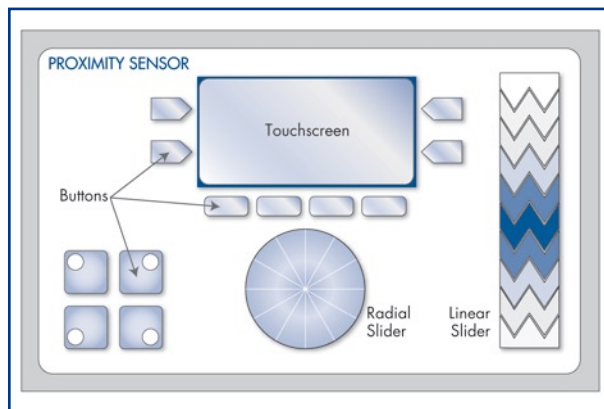 PROXIMITY SENSOR
Touchscreen
Buttons
Radial
Slider
Linear
Slider